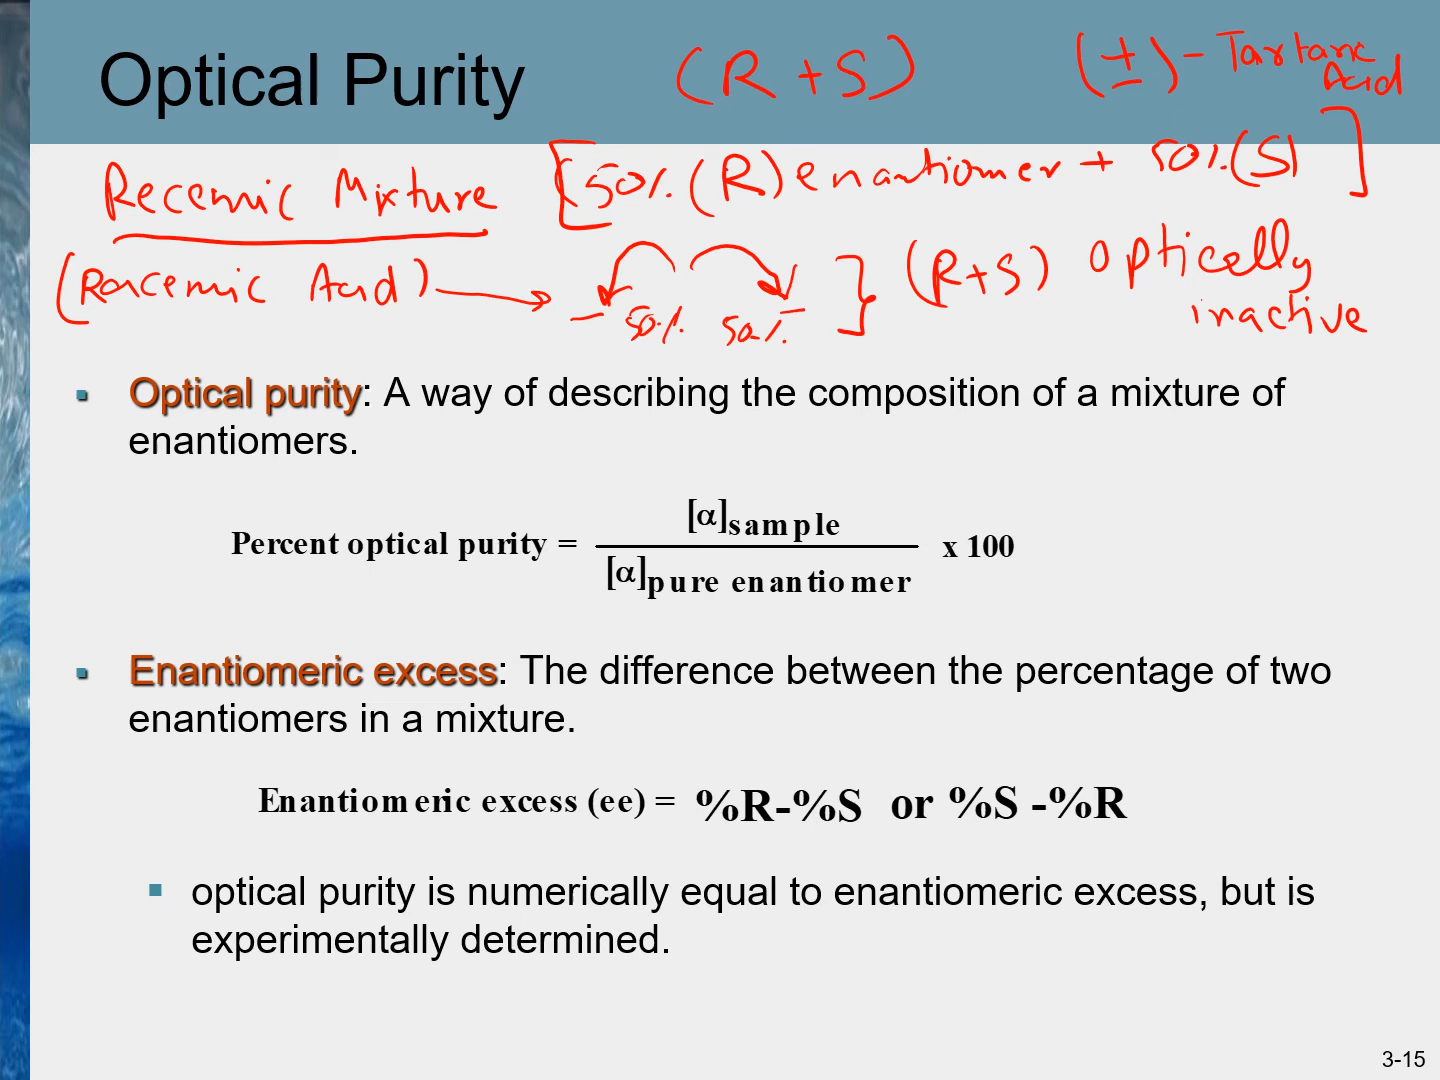 Optical Purity
(R + S)
(±) - Tartaric Acid
Recemic Mixture [50% (R) enantiomer + 50% (S)]
(Racemic Acid) → 50% 50% } (R+S) Optically inactive
▪ Optical purity: A way of describing the composition of a mixture of
enantiomers.
Percent optical purity = [α]sample / [α]pure enantiomer x 100
▪ Enantiomeric excess: The difference between the percentage of two
enantiomers in a mixture.
Enantiomeric excess (ee) = %R-%S or %S -%R
▪ optical purity is numerically equal to enantiomeric excess, but is
experimentally determined.
3-15